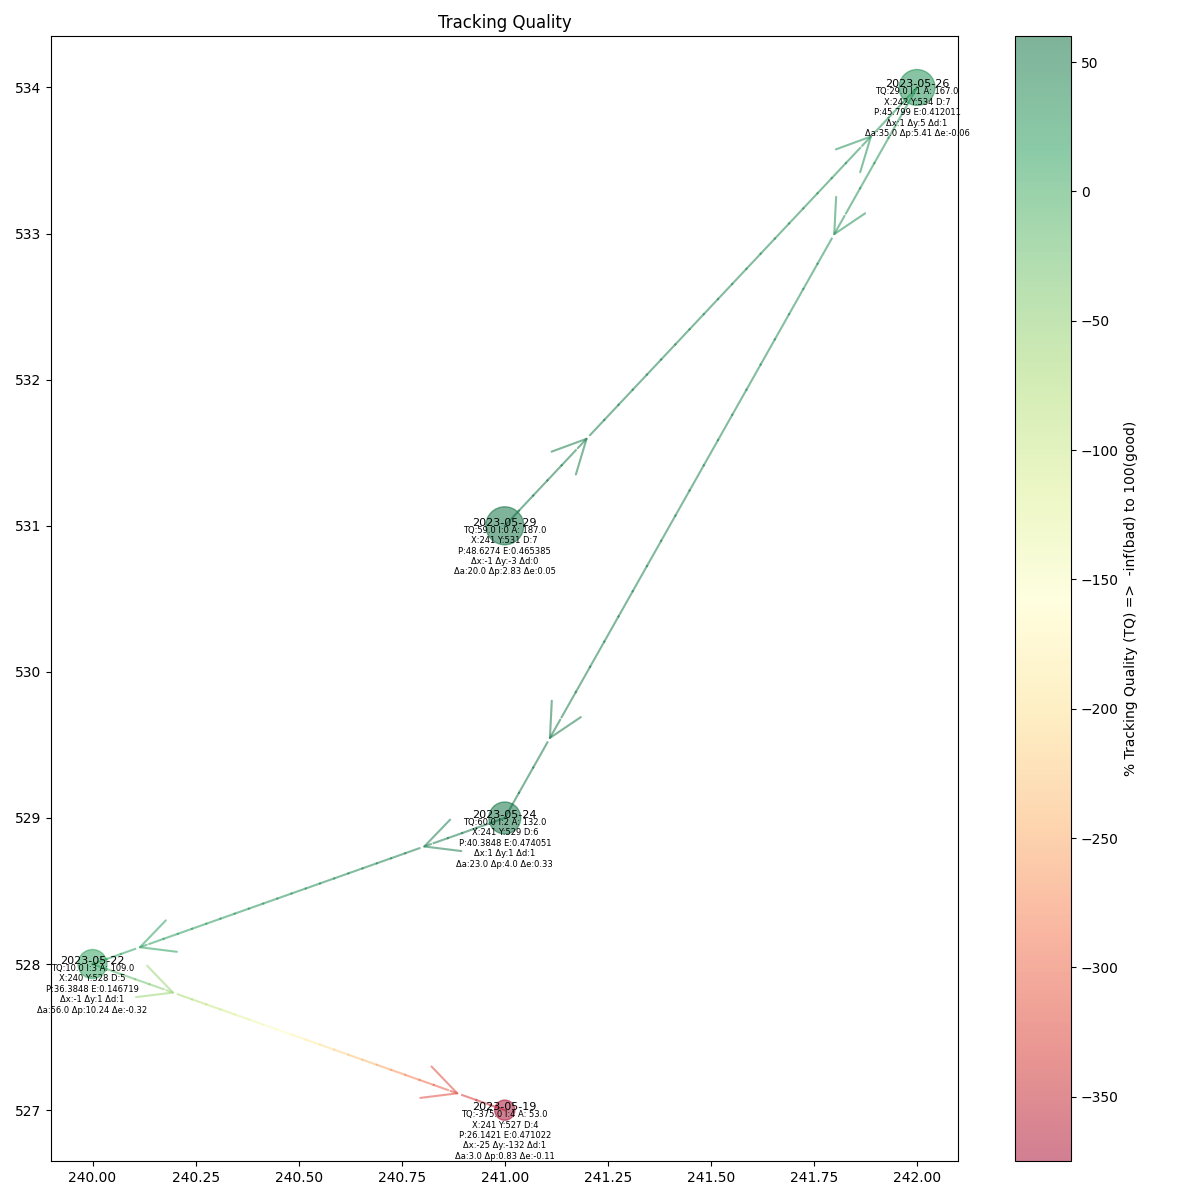 Tracking Quality
534
533
532
531
530
529
528
527
240.00
240.25
240.50
240.75
241.00
241.25
241.50
241.75
242.00
2023-05-26
TQ:29.0 I:1 A: 167.0
X:242 Y:534 D:7
P:45.799 E:0.412011
Δx:1 Δy:5 Δd:1
Δa:35.0 Δp:5.41 Δe:-0.06
2023-05-29
TQ:59.0 I:0 A: 187.0
X:241 Y:531 D:7
P:48.6274 E:0.465385
Δx:-1 Δy:-3 Δd:0
Δa:20.0 Δp:2.83 Δe:0.05
2023-05-24
TQ:60.0 I:2 A: 132.0
X:241 Y:529 D:6
P:40.3848 E:0.474051
Δx:1 Δy:1 Δd:1
Δa:23.0 Δp:4.0 Δe:0.33
2023-05-22
TQ:10.0 I:3 A: 109.0
X:240 Y:528 D:5
P:36.3848 E:0.146719
Δx:-1 Δy:1 Δd:1
Δa:56.0 Δp:10.24 Δe:-0.32
2023-05-19
TQ:-375.0 I:4 A: 53.0
X:241 Y:527 D:4
P:26.1421 E:0.471022
Δx:-25 Δy:-132 Δd:1
Δa:3.0 Δp:0.83 Δe:-0.11
50
0
−50
−100
−150
−200
−250
−300
−350
% Tracking Quality (TQ) => -inf(bad) to 100(good)